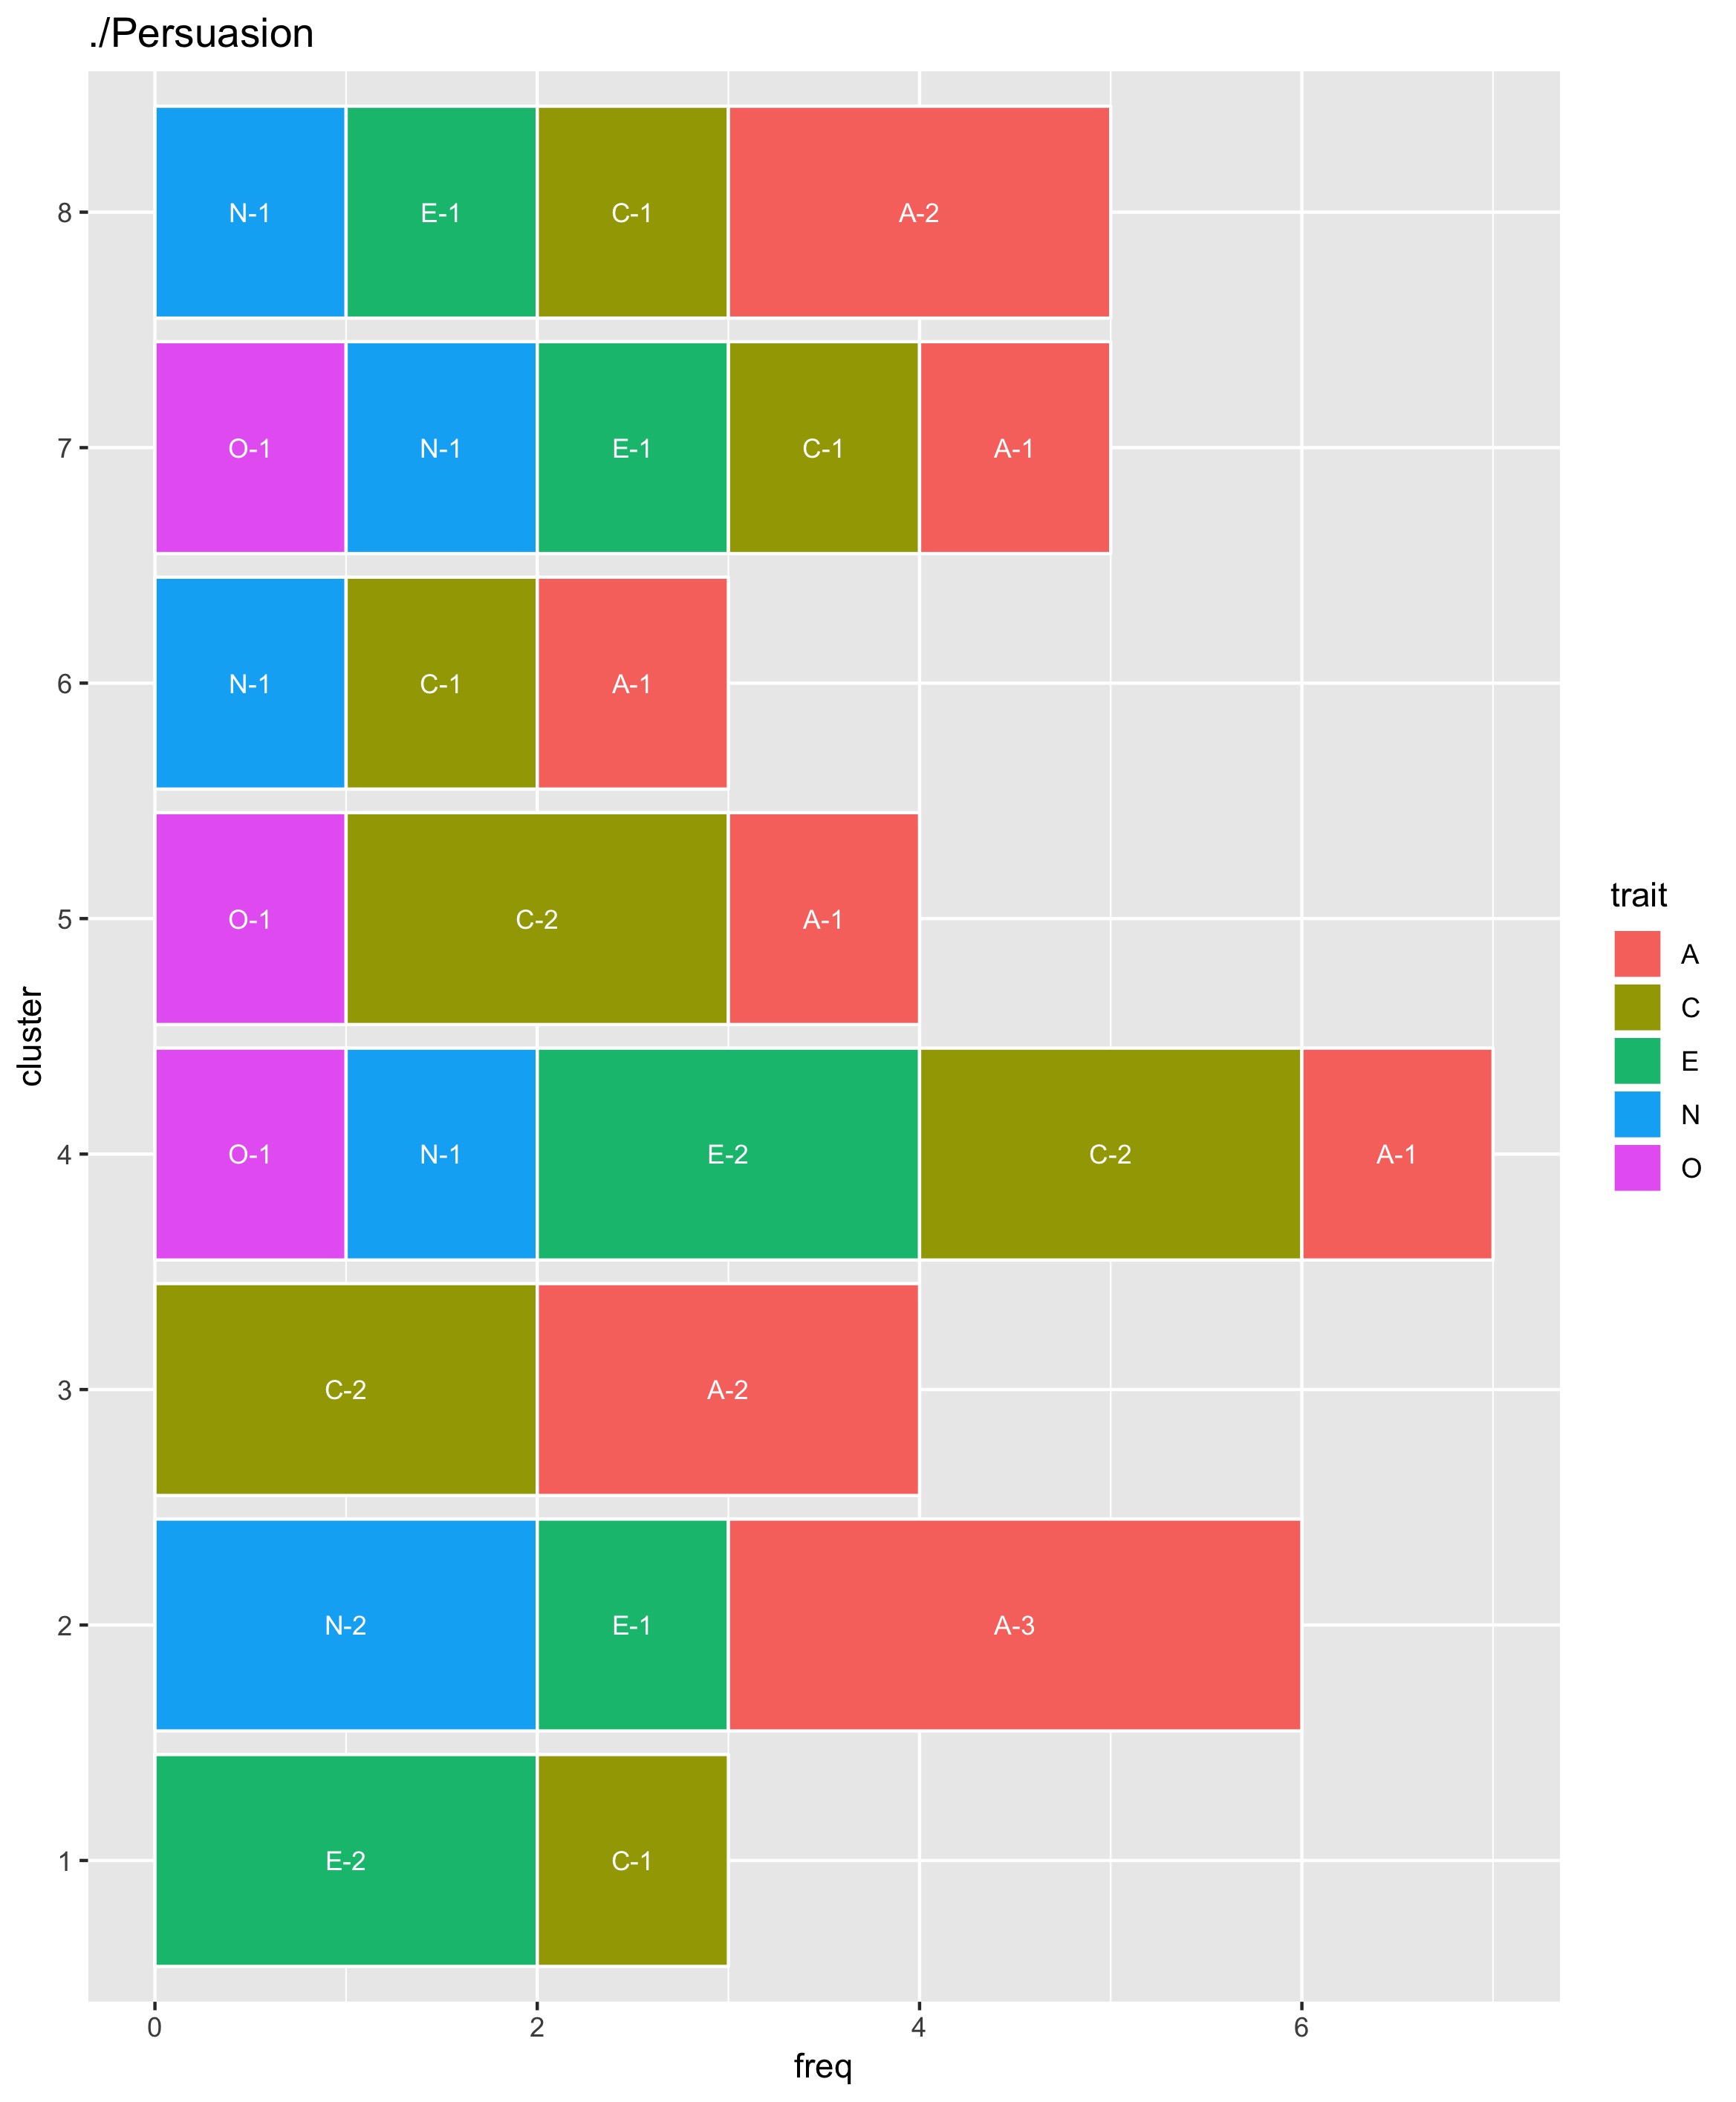 ./Persuasion
8
N-1 E-1 C-1 A-2
7
O-1 N-1 E-1 C-1 A-1
6
N-1 C-1 A-1
5
O-1 C-2 A-1
4
O-1 N-1 E-2 C-2 A-1
3
C-2 A-2
2
N-2 E-1 A-3
1
E-2 C-1
0 2 4 6
freq
cluster
trait
A
C
E
N
O